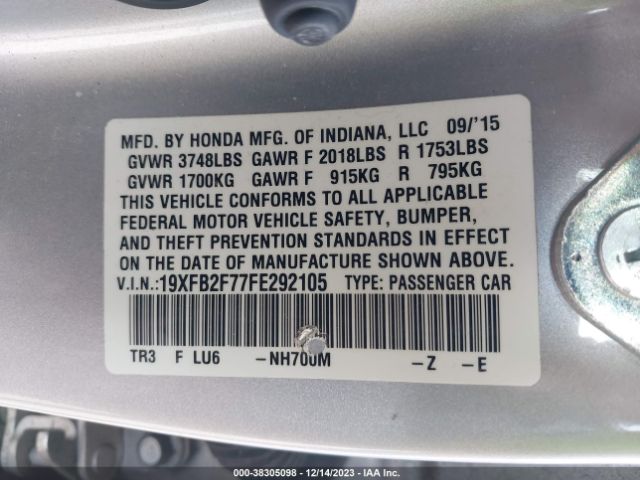 MFD. BY HONDA MFG. OF INDIANA, LLC 09/'15
GVWR 3748LBS GAWR F 2018LBS R 1753LBS
GVWR 1700KG GAWR F 915KG R 795KG
THIS VEHICLE CONFORMS TO ALL APPLICABLE
FEDERAL MOTOR VEHICLE SAFETY, BUMPER,
AND THEFT PREVENTION STANDARDS IN EFFECT
ON THE DATE OF MANUFACTURE SHOWN ABOVE.
V.I.N.:19XFB2F77FE292105 TYPE: PASSENGER CAR
TR3 F LU6 -NH700M -Z -E
000-38305098 - 12/14/2023 - IAA Inc.